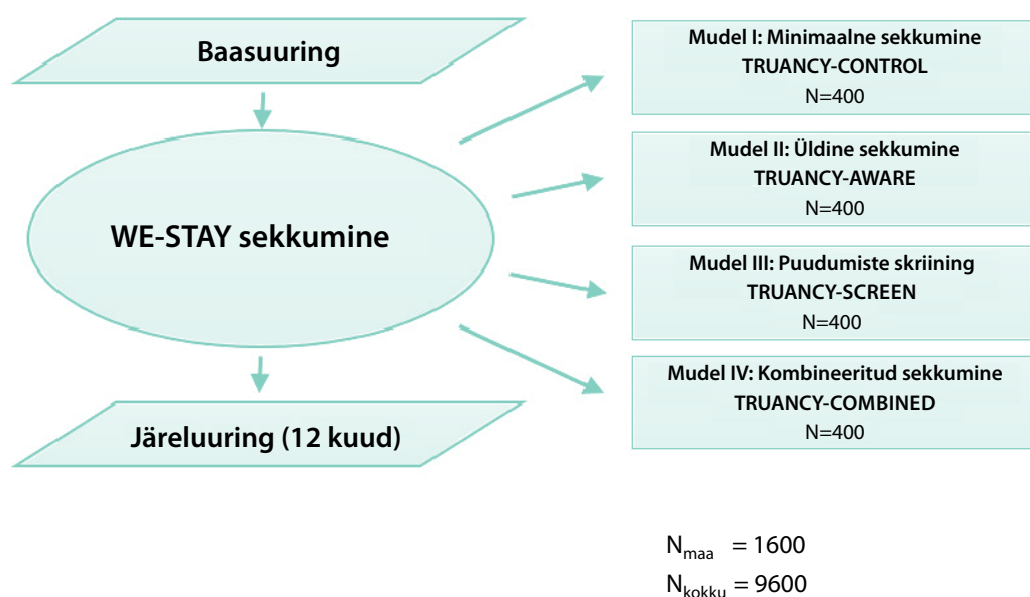 Baasuuring
WE-STAY sekkumine
Järeluuring (12 kuud)
Mudel I: Minimaalne sekkumine
TRUANCY-CONTROL
N=400
Mudel II: Üldine sekkumine
TRUANCY-AWARE
N=400
Mudel III: Puudumiste skriining
TRUANCY-SCREEN
N=400
Mudel IV: Kombineeritud sekkumine
TRUANCY-COMBINED
N=400
Nmaa = 1600
Nkokku = 9600